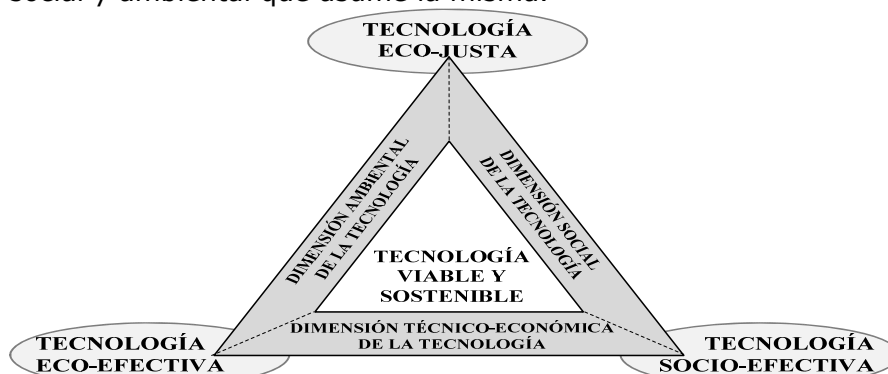 social y ambiental que asume la misma.
TECNOLOGÍA
ECO-JUSTA
DIMENSIÓN AMBIENTAL
DE LA TECNOLOGÍA
DIMENSIÓN SOCIAL
DE LA TECNOLOGÍA
TECNOLOGÍA
VIABLE Y
SOSTENIBLE
DIMENSIÓN TÉCNICO-ECONÓMICA
DE LA TECNOLOGÍA
TECNOLOGÍA
ECO-EFECTIVA
TECNOLOGÍA
SOCIO-EFECTIVA